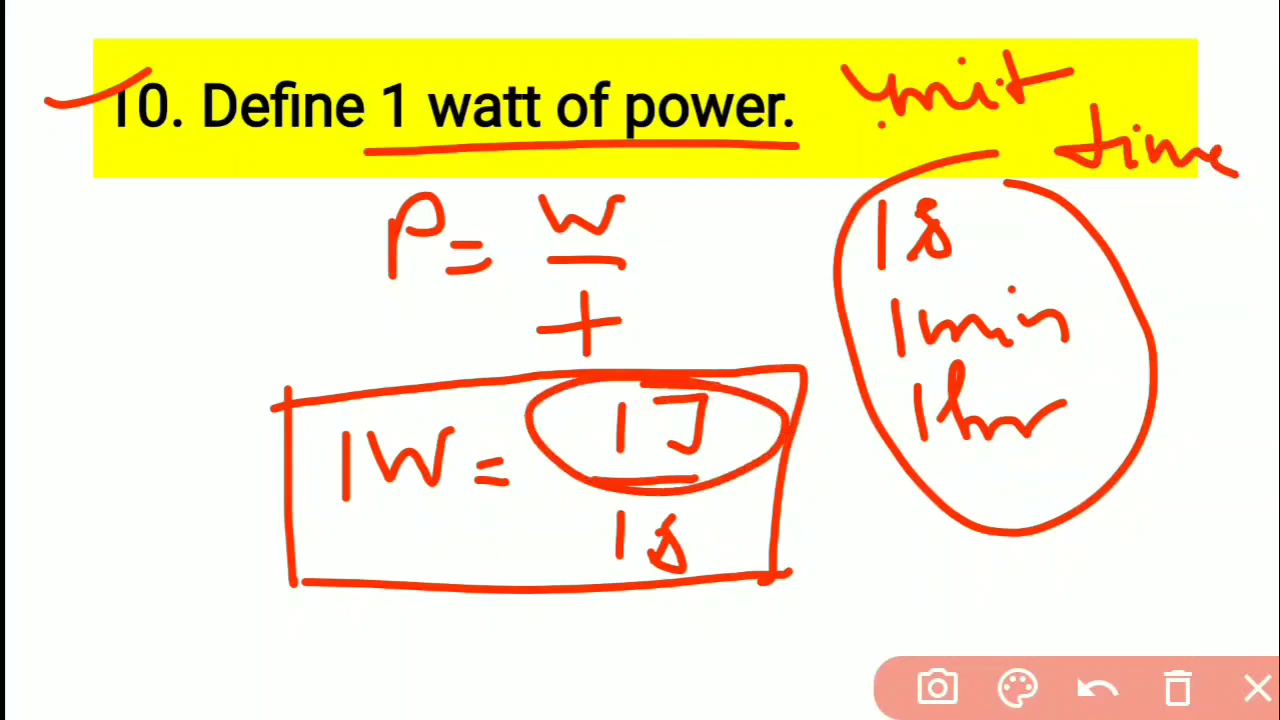 10. Define 1 watt of power.
unit
time
P = W
t
1W = 1J
1s
1s
1min
1hr